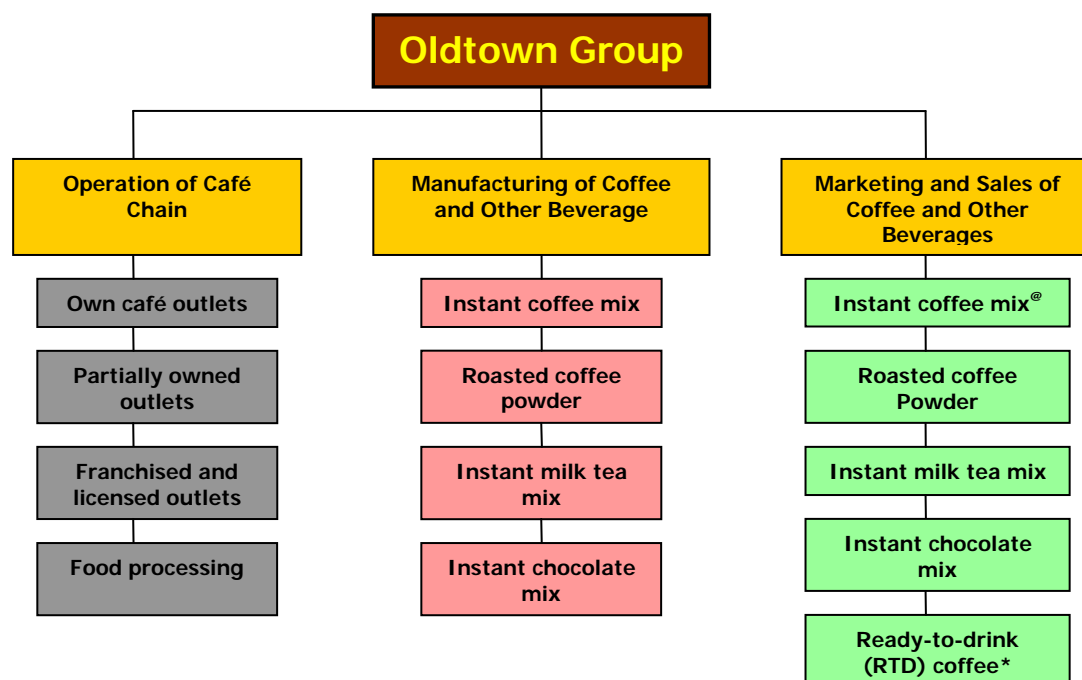 Oldtown Group
Operation of Café
Chain
Own café outlets
Partially owned
outlets
Franchised and
licensed outlets
Food processing
Manufacturing of Coffee
and Other Beverage
Instant coffee mix
Roasted coffee
powder
Instant milk tea
mix
Instant chocolate
mix
Marketing and Sales of
Coffee and Other
Beverages
Instant coffee mix@
Roasted coffee
Powder
Instant milk tea mix
Instant chocolate
mix
Ready-to-drink
(RTD) coffee*